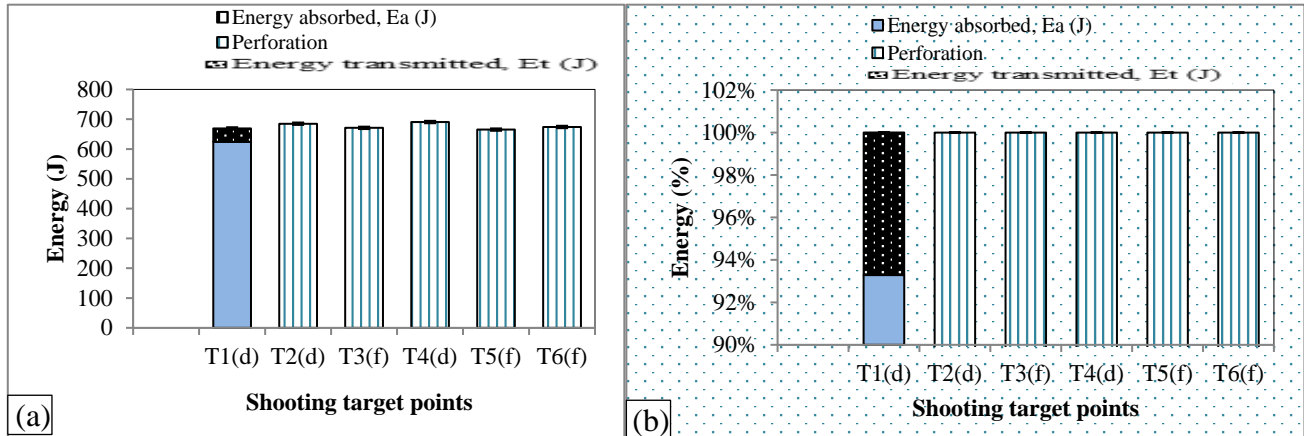 Energy absorbed, Ea (J)
Perforation
Energy transmitted, Et (J)
800
700
600
500
400
300
200
100
0
Energy (J)
T1(d) T2(d) T3(f) T4(d) T5(f) T6(f)
Shooting target points
(a)
Energy absorbed, Ea (J)
Perforation
Energy transmitted, Et (J)
102%
100%
98%
96%
94%
92%
90%
Energy (%)
T1(d) T2(d) T3(f) T4(d) T5(f) T6(f)
Shooting target points
(b)